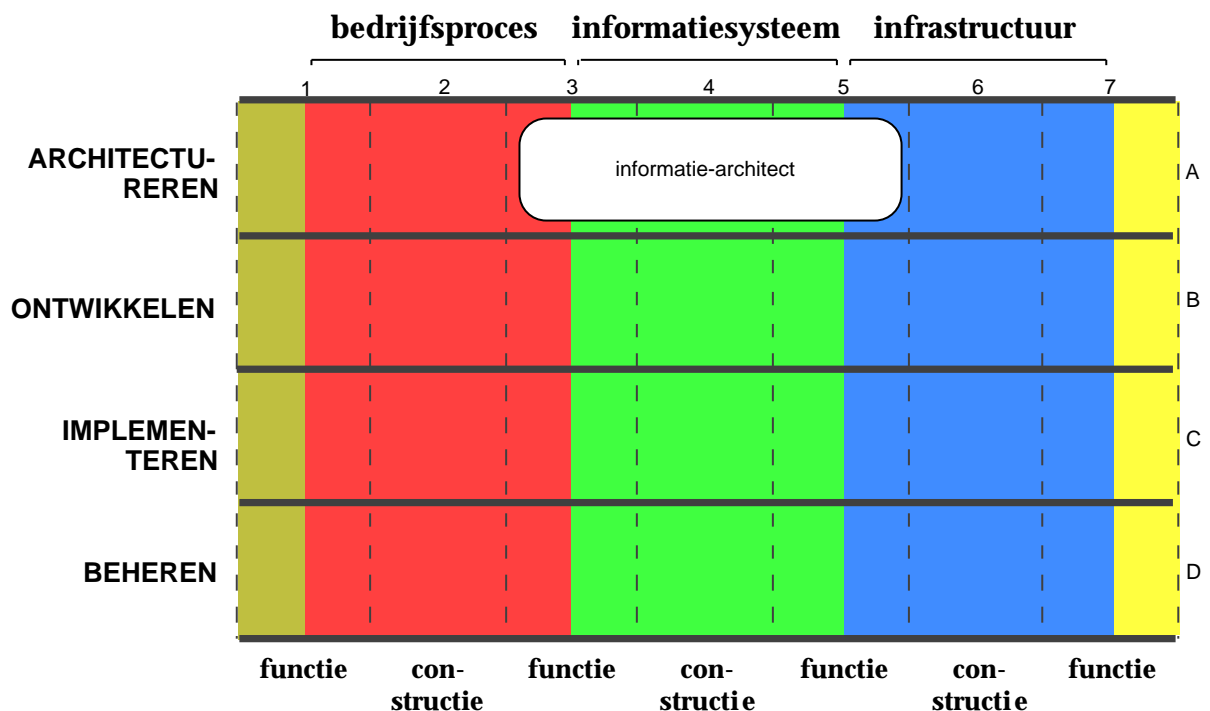 bedrijfsproces informatiesysteem infrastructuur
1 2 3 4 5 6 7
ARCHITECTU-
REREN
informatie-architect
A
ONTWIKKELEN
B
IMPLEMEN-
TEREN
C
BEHEREN
D
functie con- functie con- functie con- functie
structie structie structie